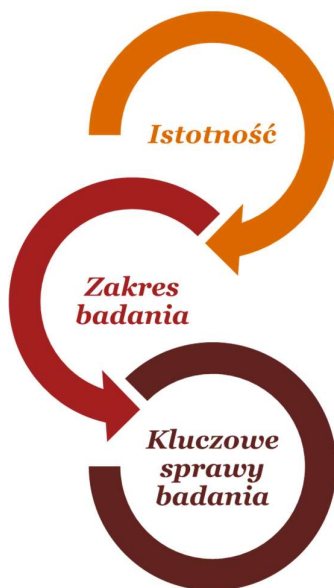 Istotność
Zakres
badania
Kluczowe
sprawy
badania